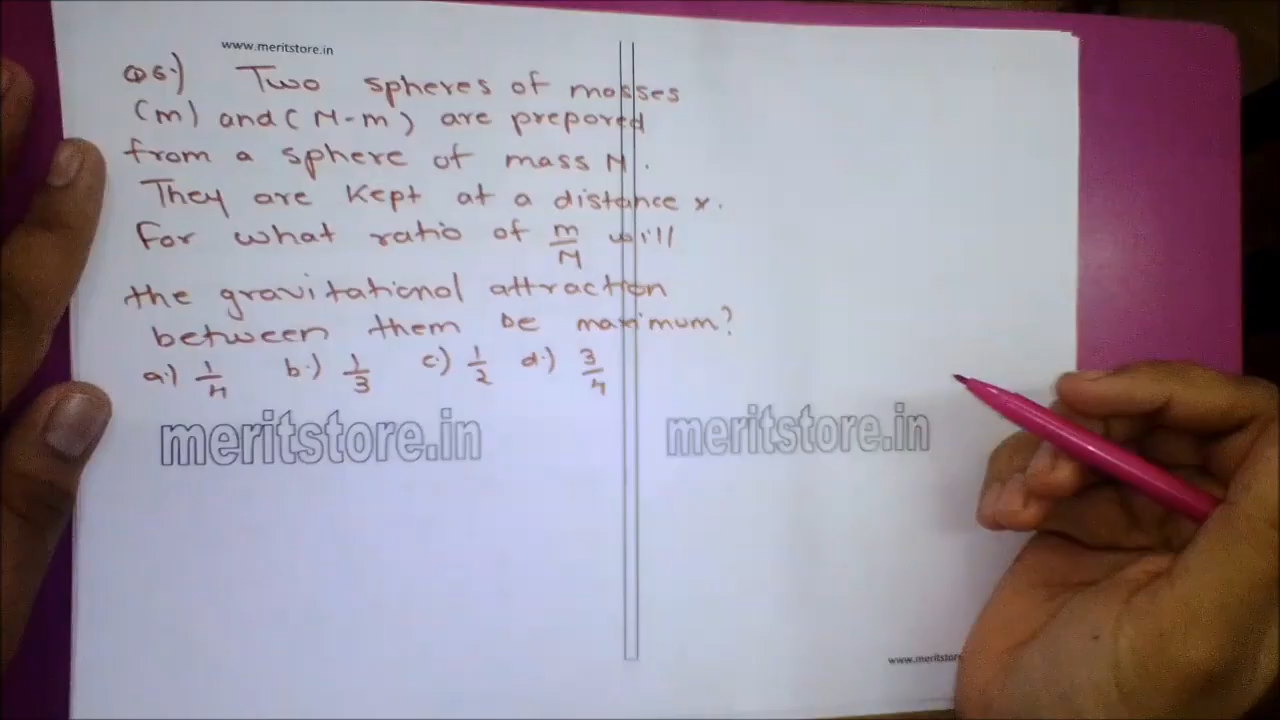 www.meritstore.in
Q6.) Two spheres of masses
(m) and (M-m) are prepared
from a sphere of mass M.
They are kept at a distance x.
For what ratio of m/M will
the gravitational attraction
between them be maximum?
a.) 1/4 b.) 1/3 c.) 1/2 d.) 3/4
meritstore.in meritstore.in
www.meritstor